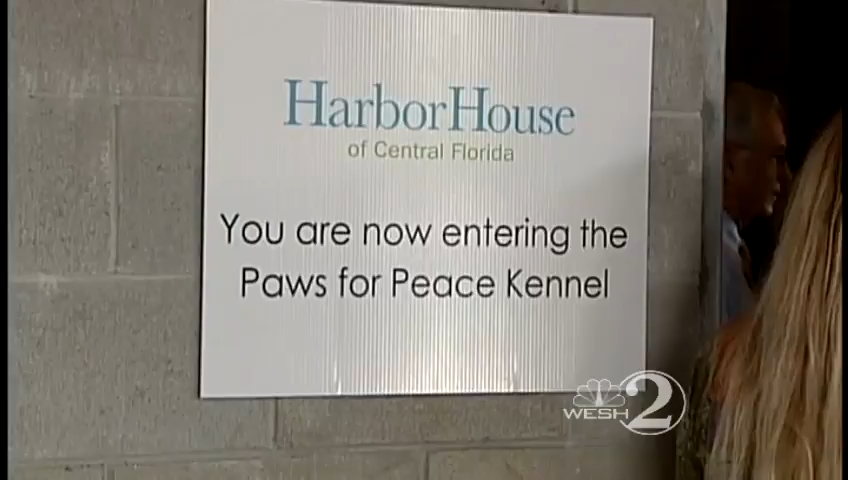 HarborHouse
of Central Florida
You are now entering the
Paws for Peace Kennel
WESH 2